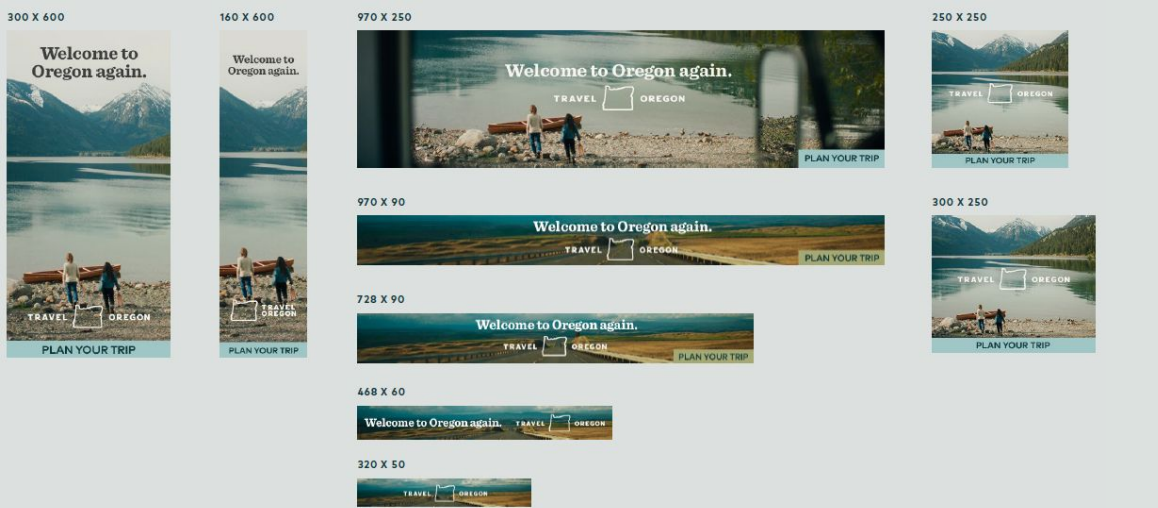 300 X 600
Welcome to
Oregon again.
TRAVEL OREGON
PLAN YOUR TRIP
160 X 600
Welcome to
Oregon again.
TRAVEL
OREGON
PLAN YOUR TRIP
970 X 250
Welcome to Oregon again.
TRAVEL OREGON
PLAN YOUR TRIP
970 X 90
Welcome to Oregon again.
TRAVEL OREGON
PLAN YOUR TRIP
728 X 90
Welcome to Oregon again.
TRAVEL OREGON
PLAN YOUR TRIP
468 X 60
Welcome to Oregon again. TRAVEL OREGON
320 X 50
TRAVEL OREGON
250 X 250
TRAVEL OREGON
PLAN YOUR TRIP
300 X 250
TRAVEL OREGON
PLAN YOUR TRIP